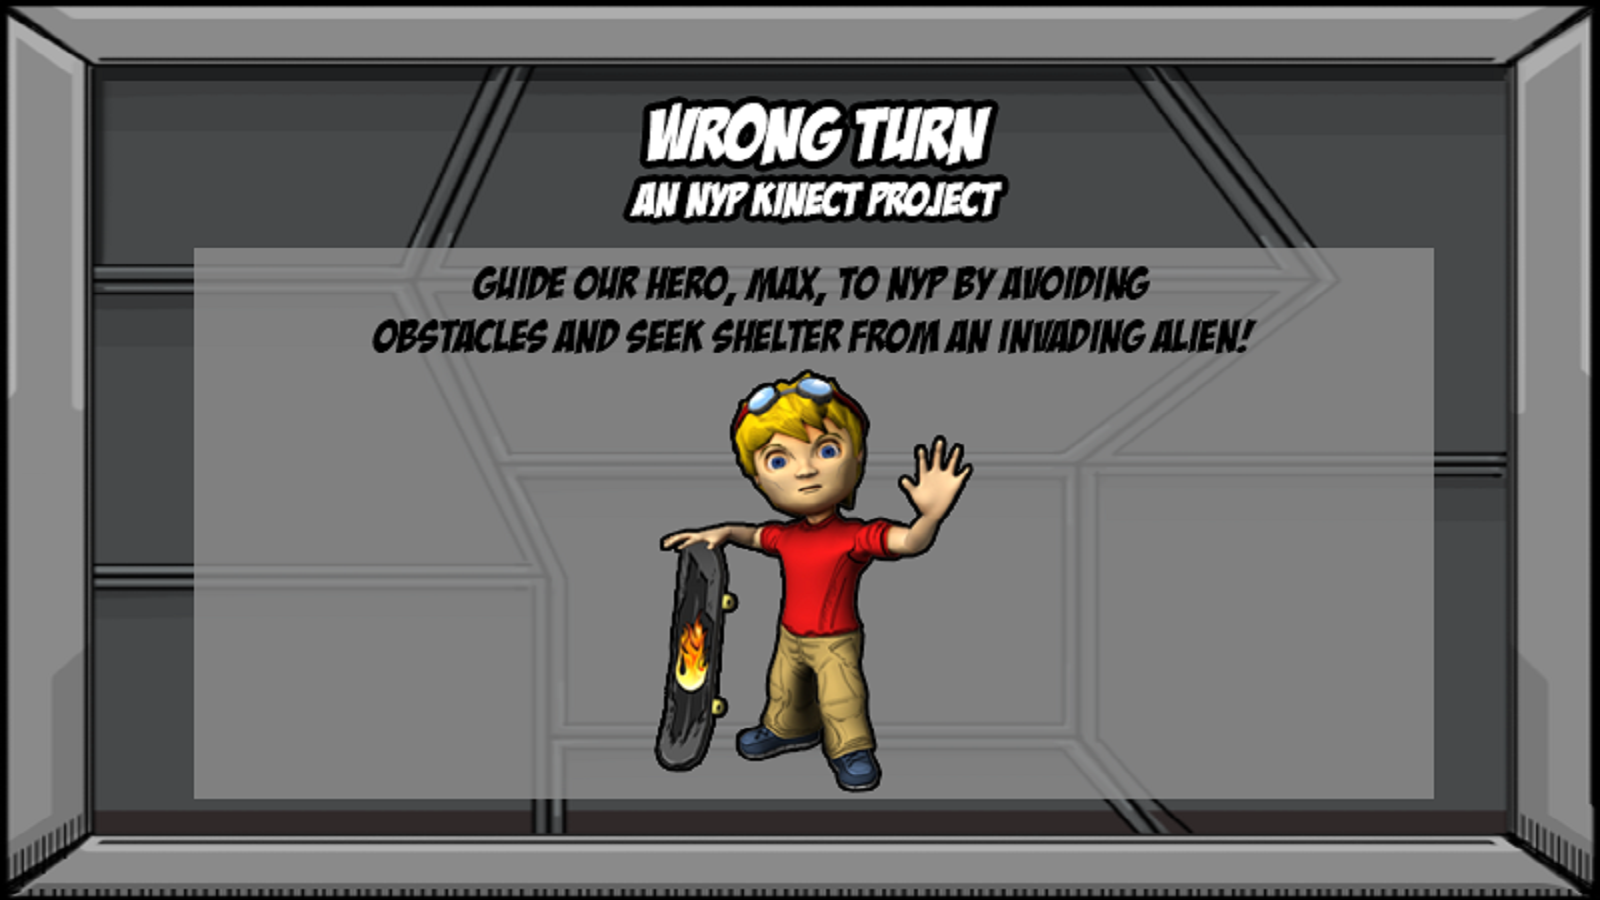 WRONG TURN
AN NYP KINECT PROJECT
GUIDE OUR HERO, MAX, TO NYP BY AVOIDING
OBSTACLES AND SEEK SHELTER FROM AN INVADING ALIEN!